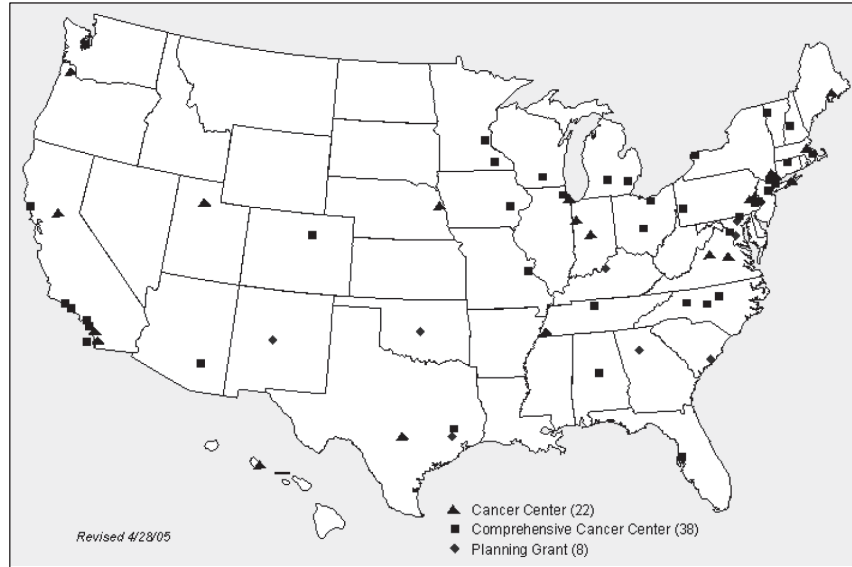 Cancer Center (22)
Comprehensive Cancer Center (38)
Revised 4/28/05
Planning Grant (8)